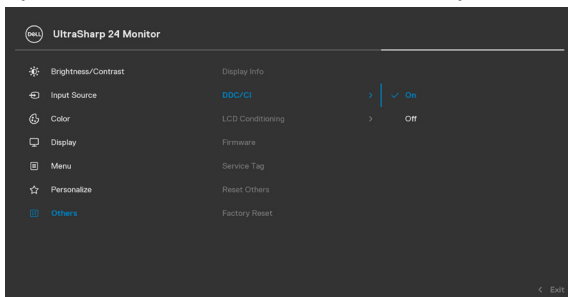 DELL UltraSharp 24 Monitor
Brightness/Contrast Display Info
Input Source DDC/CI > ✓ On
Color LCD Conditioning > Off
Display Firmware
Menu Service Tag
Personalize Reset Others
Others Factory Reset
< Exit